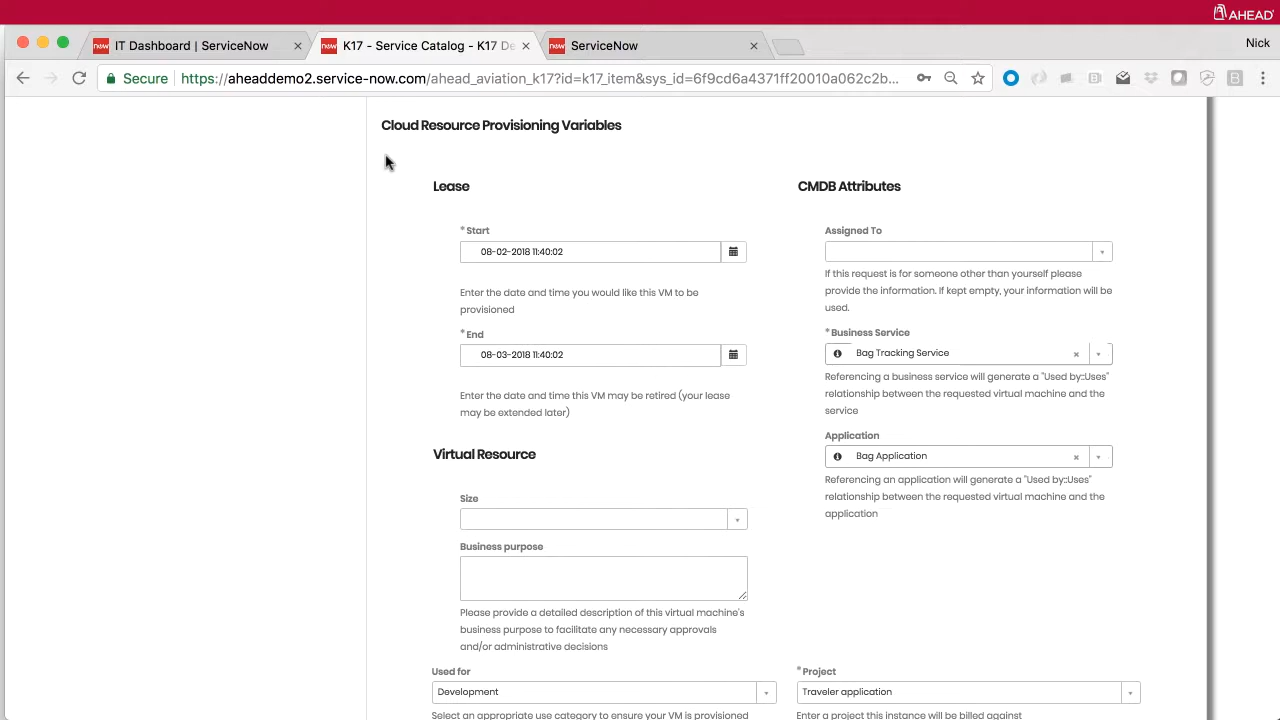 AHEAD
IT Dashboard | ServiceNow
K17 - Service Catalog - K17 De
ServiceNow
Nick
Secure
https://aheaddemo2.service-now.com/ahead_aviation_k17?id=k17_item&sys_id=6f9cd6a4371ff20010a062c2b...
Cloud Resource Provisioning Variables
Lease
*Start
08-02-2018 11:40:02
Enter the date and time you would like this VM to be
provisioned
*End
08-03-2018 11:40:02
Enter the date and time this VM may be retired (your lease
may be extended later)
Virtual Resource
Size
Business purpose
Please provide a detailed description of this virtual machine's
business purpose to facilitate any necessary approvals
and/or administrative decisions
Used for
Development
Select an appropriate use category to ensure your VM is provisioned
CMDB Attributes
Assigned To
If this request is for someone other than yourself please
provide the information. If kept empty, your information will be
used.
*Business Service
Bag Tracking Service
Referencing a business service will generate a "Used by::Uses"
relationship between the requested virtual machine and the
service
Application
Bag Application
Referencing an application will generate a "Used by::Uses"
relationship between the requested virtual machine and the
application
*Project
Traveler application
Enter a project this instance will be billed against